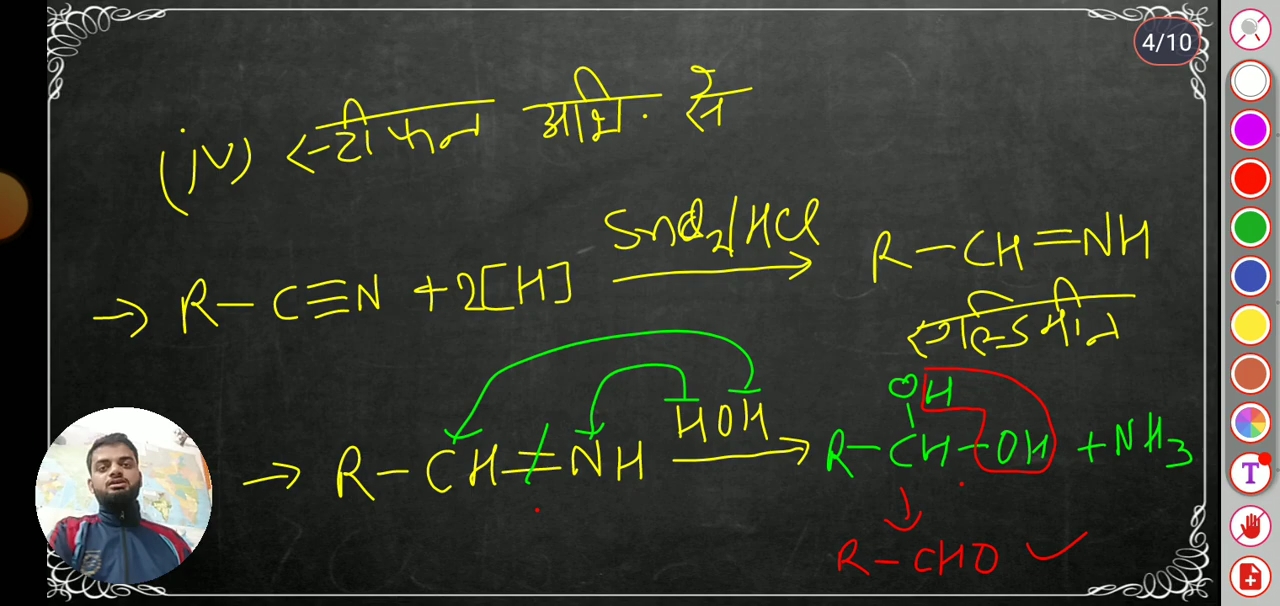 4/10
(iv) स्टीफन अभि. से
→ R-C≡N + 2[H] SnCl2/HCl → R-CH=NH
एल्डिमीन
→ R-CH=NH HOH → R-CH-OH + NH3
OH
R-CHO ✓
T